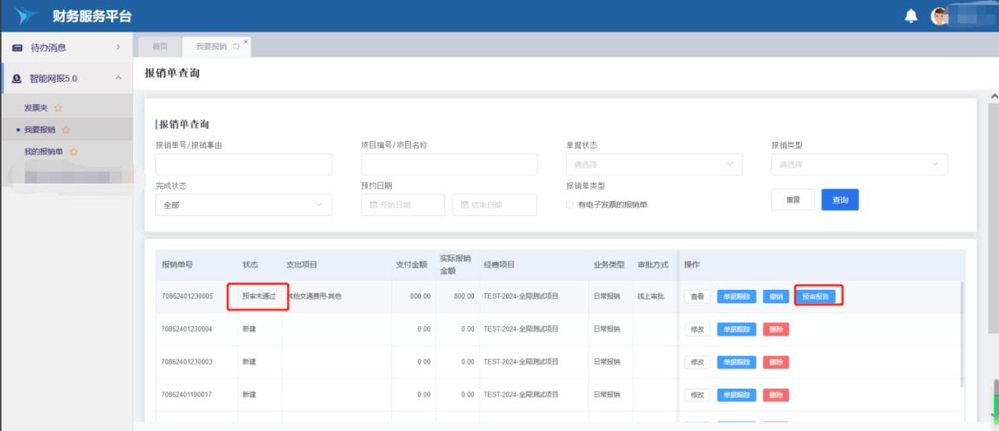 财务服务平台
待办消息
智能网报5.0
发票夹
我要报销
我的报销单
首页
我要报销
报销单查询
报销单查询
报销单号/报销事由
项目编号/项目名称
单据状态
报销类型
请选择
请选择
完成状态
预约日期
报销单类型
全部
开始日期
结束日期
有电子发票的报销单
重置
查询
报销单号 状态 支出项目 支付金额 实际报销金额 经费项目 业务类型 审批方式 操作
70862401230005 预审未通过 其他交通费用-其他 800.00 800.00 TEST-2024-全局测试项目 日常报销 线上审批 查看 单据跟踪 撤销 预审报告
70862401230004 新建 0.00 0.00 TEST-2024-全局测试项目 日常报销 修改 单据跟踪 删除
70862401230003 新建 0.00 0.00 TEST-2024-全局测试项目 日常报销 修改 单据跟踪 删除
70862401190017 新建 0.00 0.00 TEST-2024-全局测试项目 日常报销 修改 单据跟踪 删除